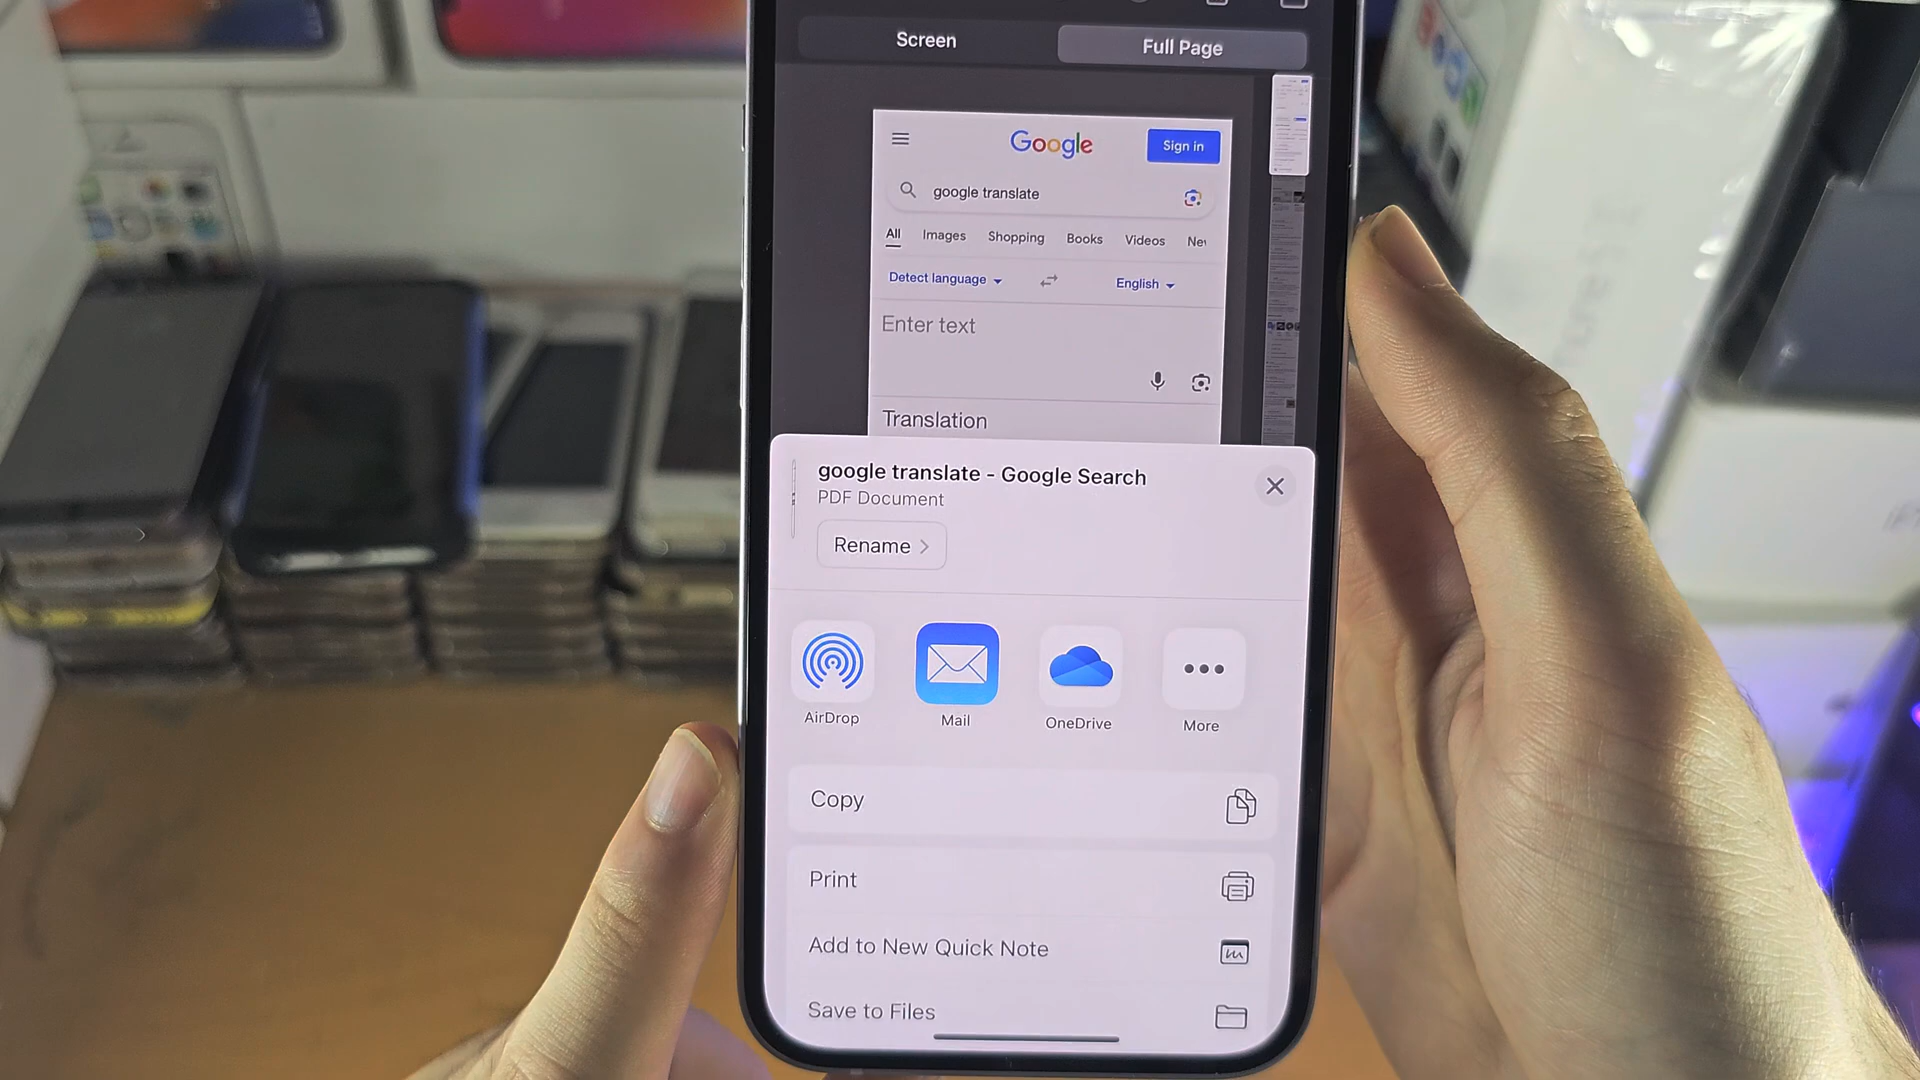 Screen
Full Page
Google
Sign in
google translate
All Images Shopping Books Videos
Detect language English
Enter text
Translation
google translate - Google Search
PDF Document
Rename
AirDrop Mail OneDrive More
Copy
Print
Add to New Quick Note
Save to Files